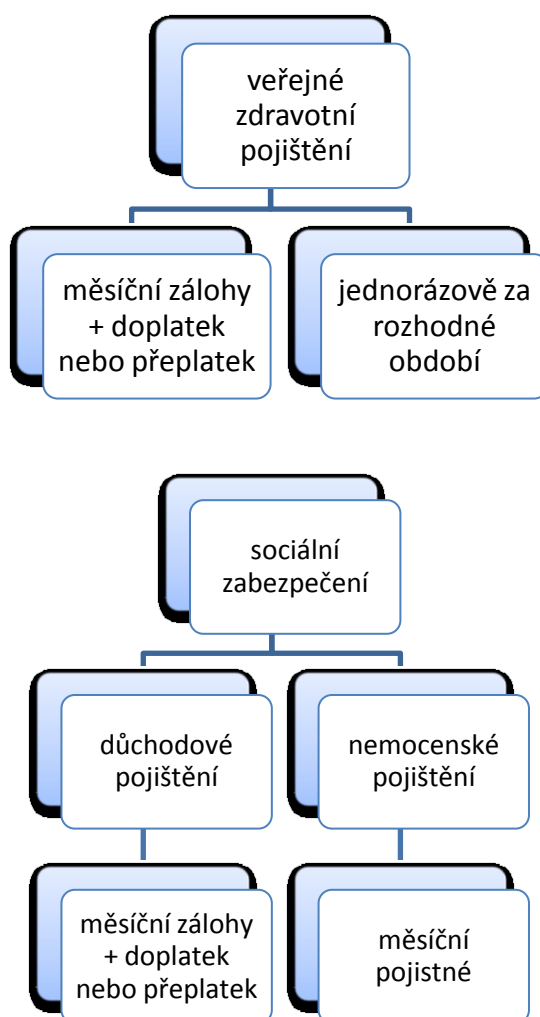 veřejné
zdravotní
pojištění
měsíční zálohy
+ doplatek
nebo přeplatek
jednorázově za
rozhodné
období
sociální
zabezpečení
důchodové
pojištění
nemocenské
pojištění
měsíční zálohy
+ doplatek
nebo přeplatek
měsíční
pojistné